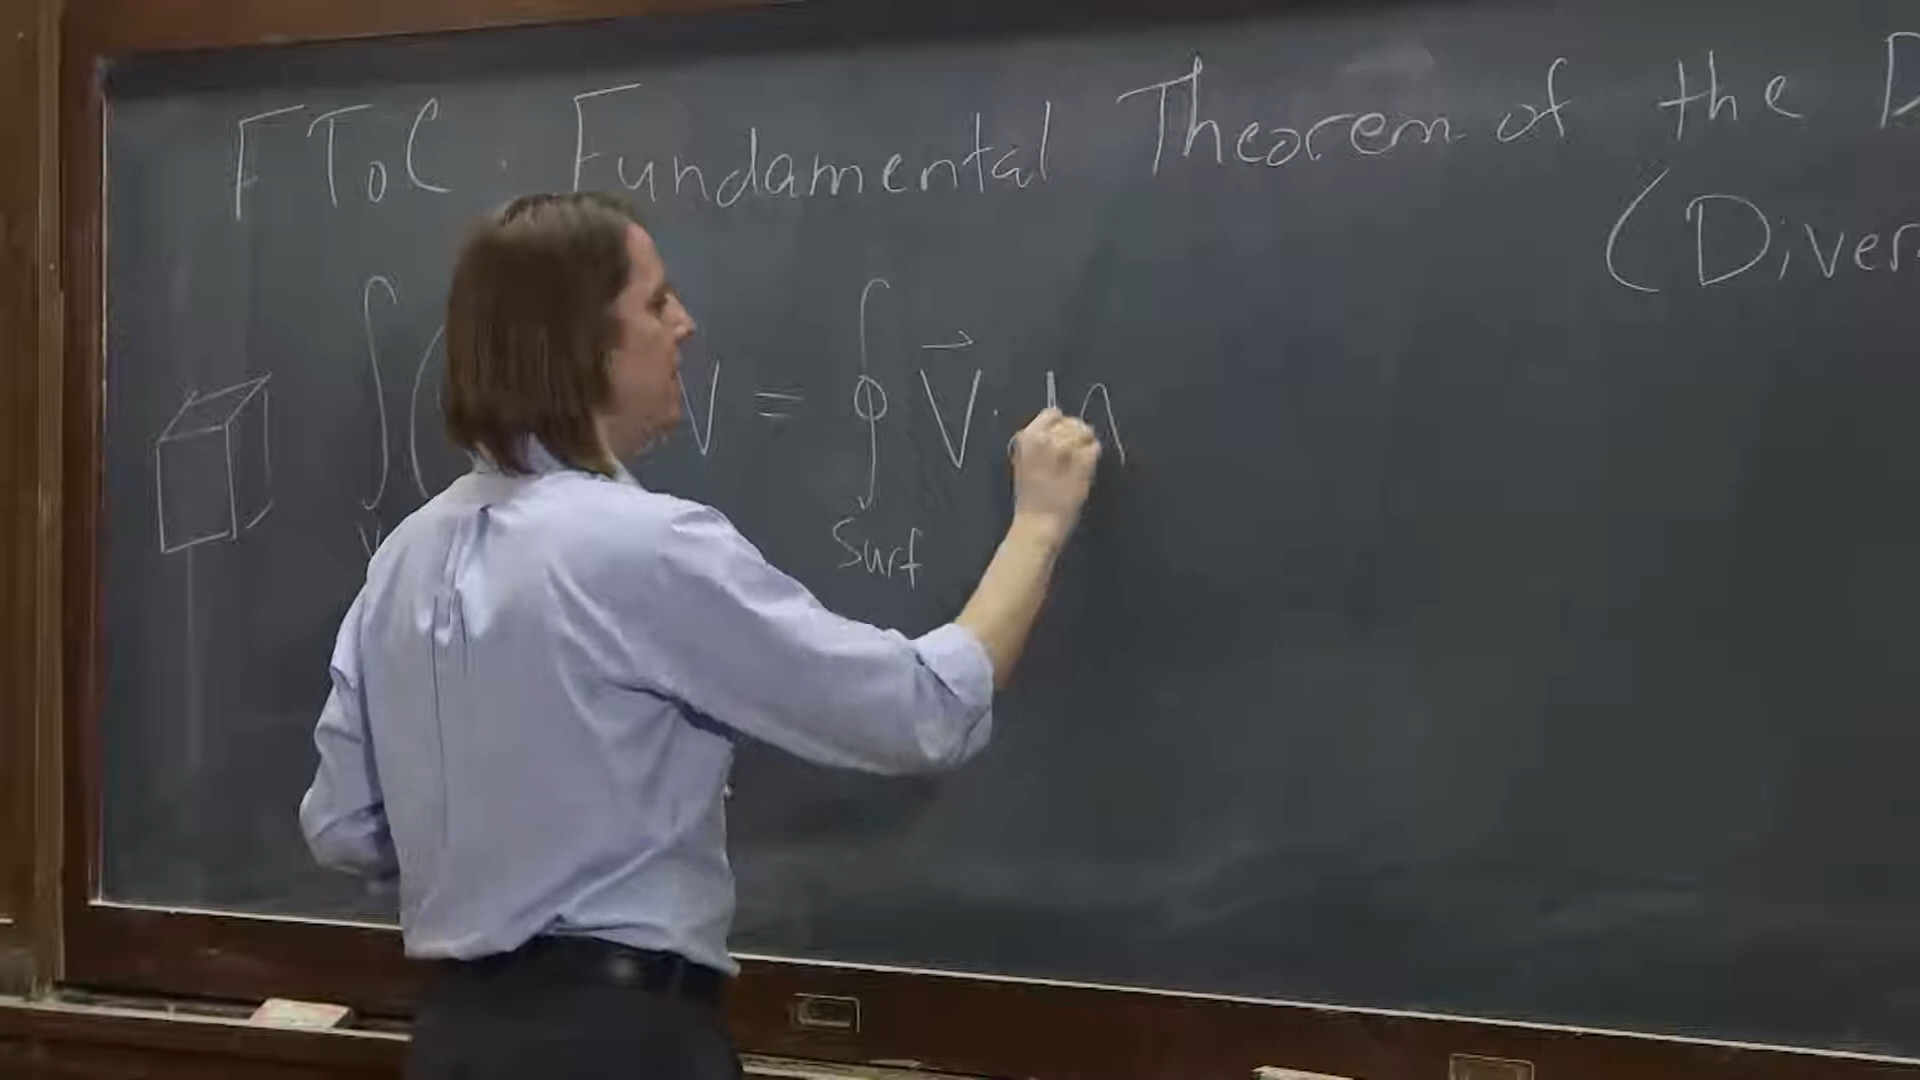 FToC. Fundamental Theorem of the D
(Diver
∫( V = ∮ V⃗ ·
Surf